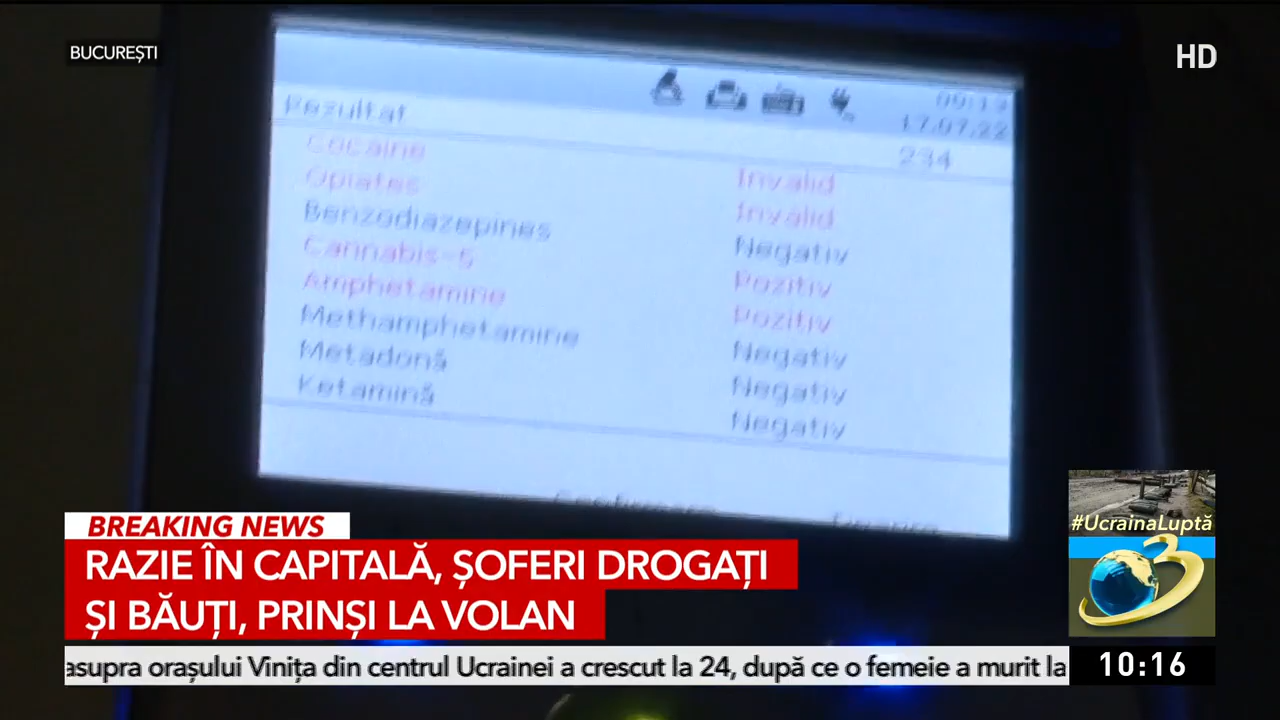 BUCUREȘTI
HD
09:13
17.07.22
Rezultat
234
Cocaine Invalid
Opiates Invalid
Benzodiazepines Negativ
Cannabis-5 Pozitiv
Amphetamine Pozitiv
Methamphetamine Negativ
Metadonă Negativ
Ketamină Negativ
BREAKING NEWS
RAZIE ÎN CAPITALĂ, ȘOFERI DROGAȚI
ȘI BĂUȚI, PRINȘI LA VOLAN
#UcrainaLuptă
3
asupra orașului Vinița din centrul Ucrainei a crescut la 24, după ce o femeie a murit la
10:16